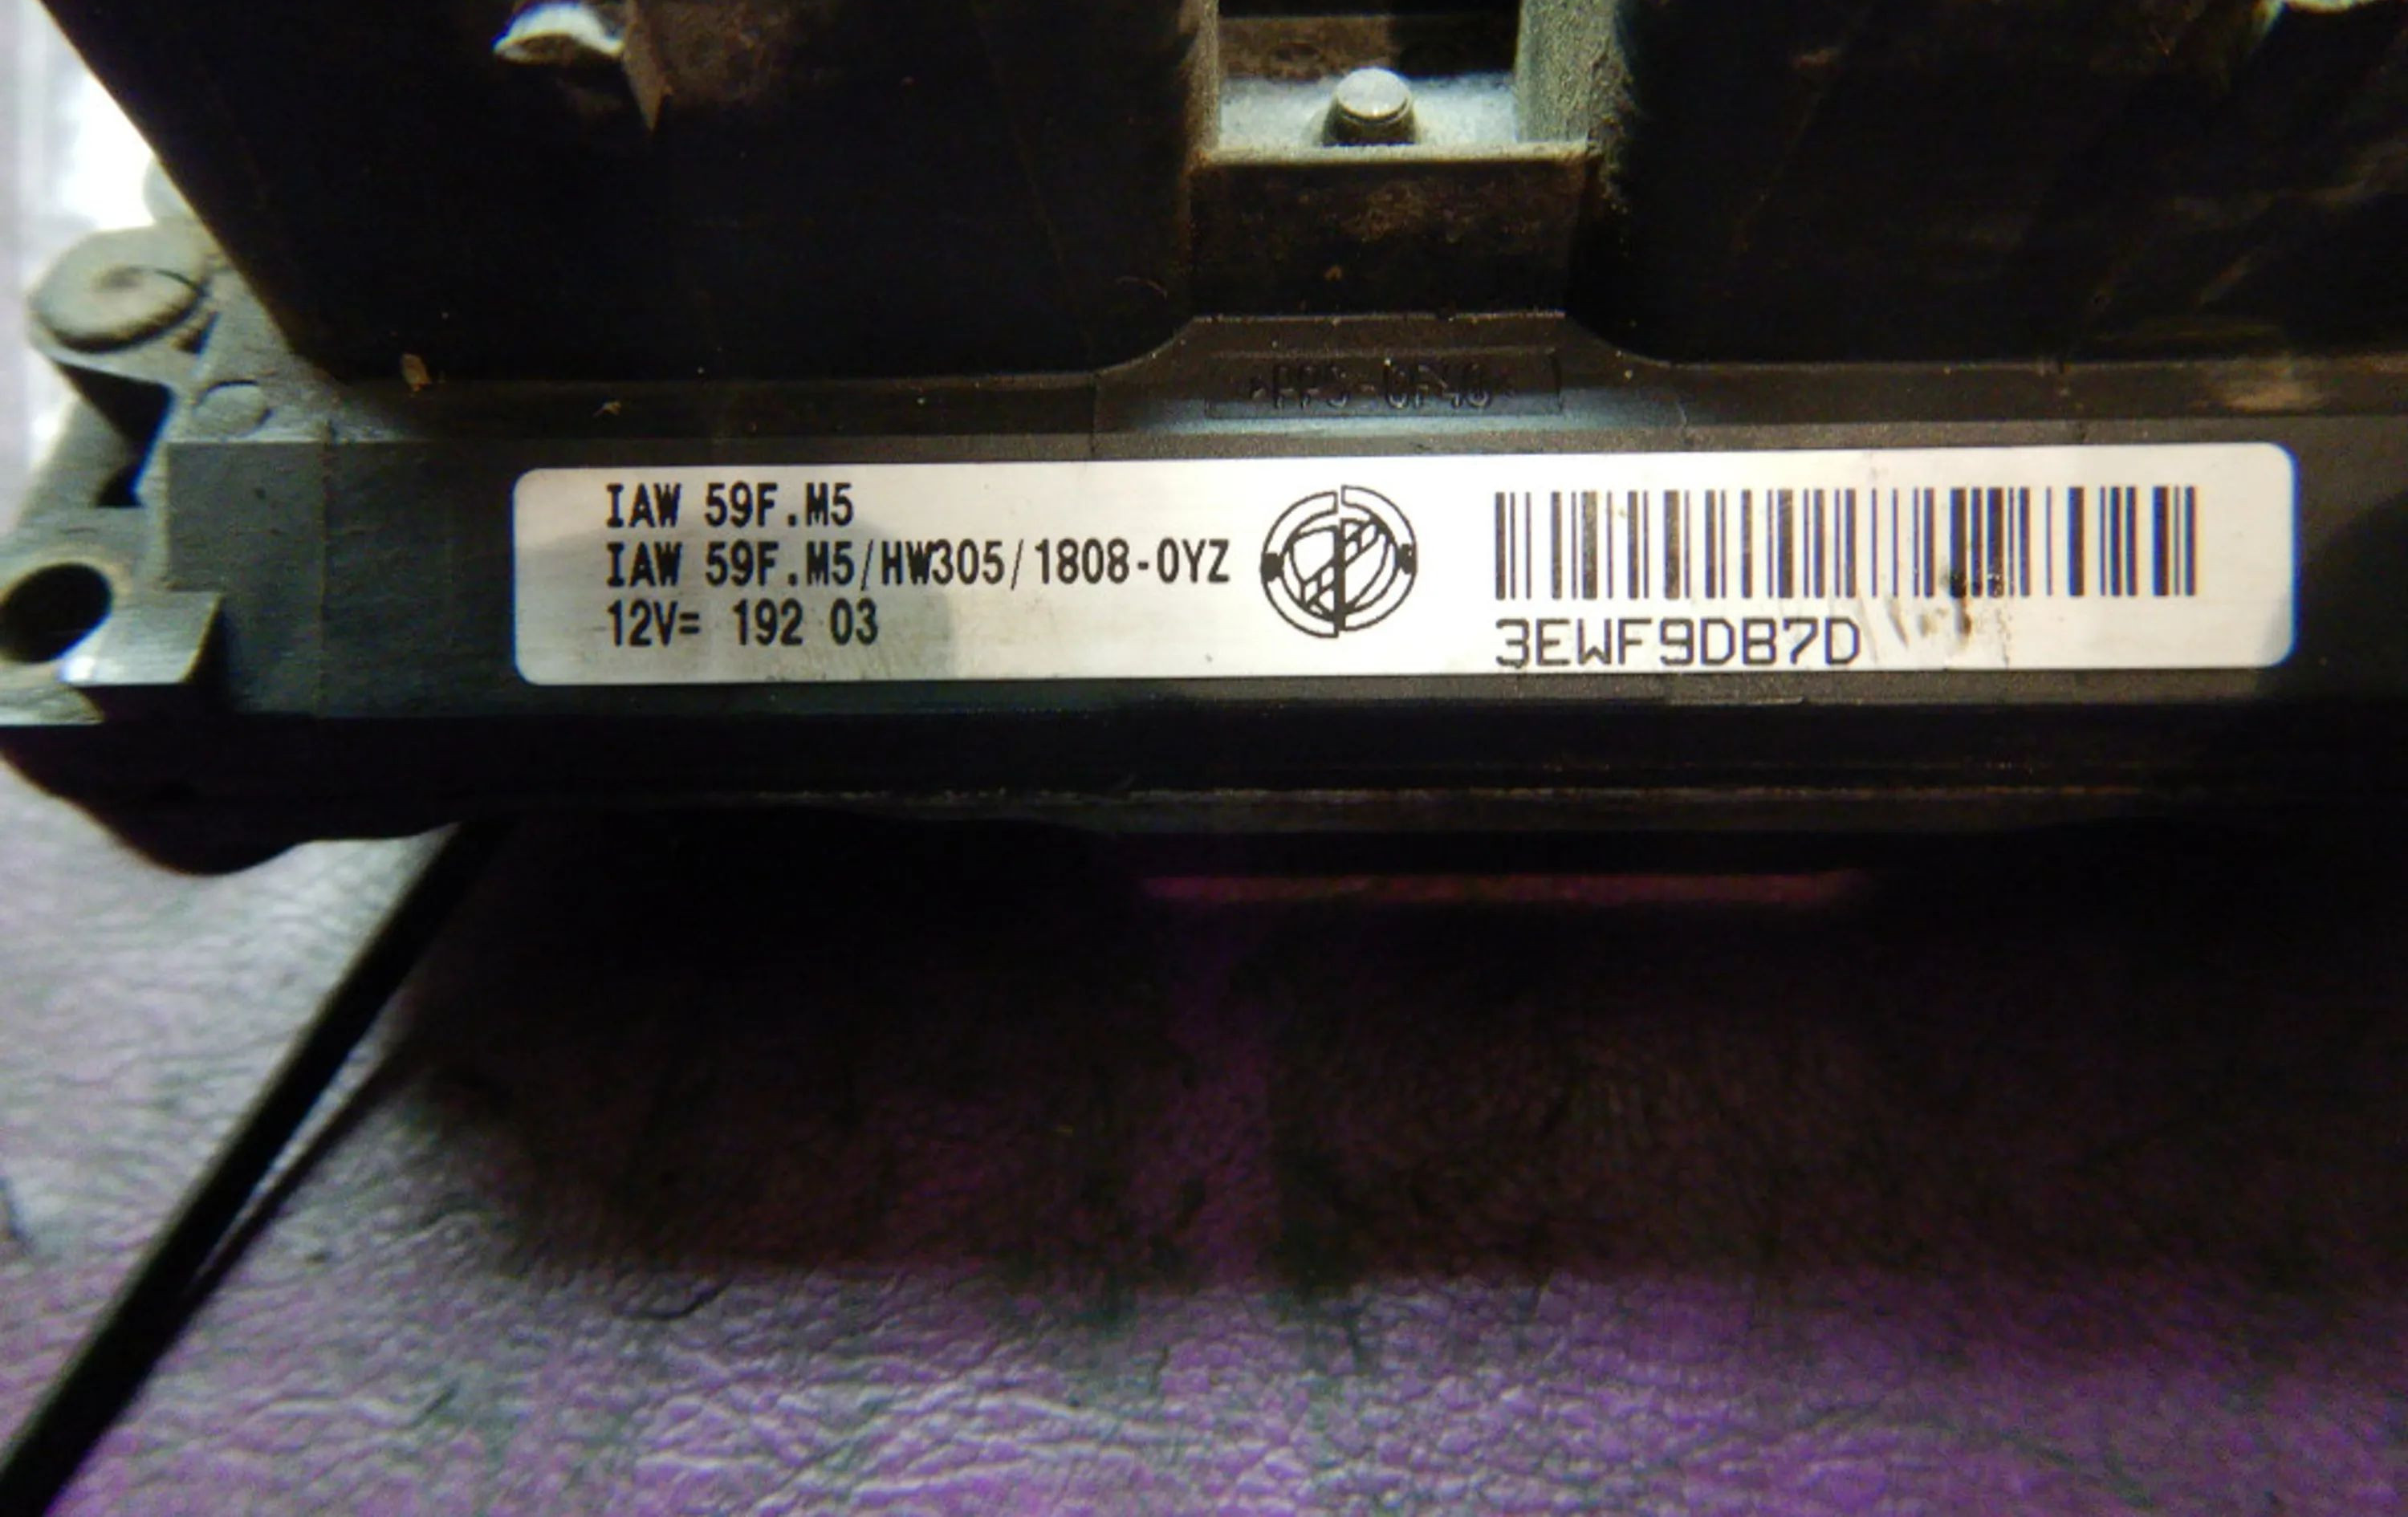 IAW 59F.M5
IAW 59F.M5/HW305/1808-0YZ
12V= 192 03
3EWF9DB7D